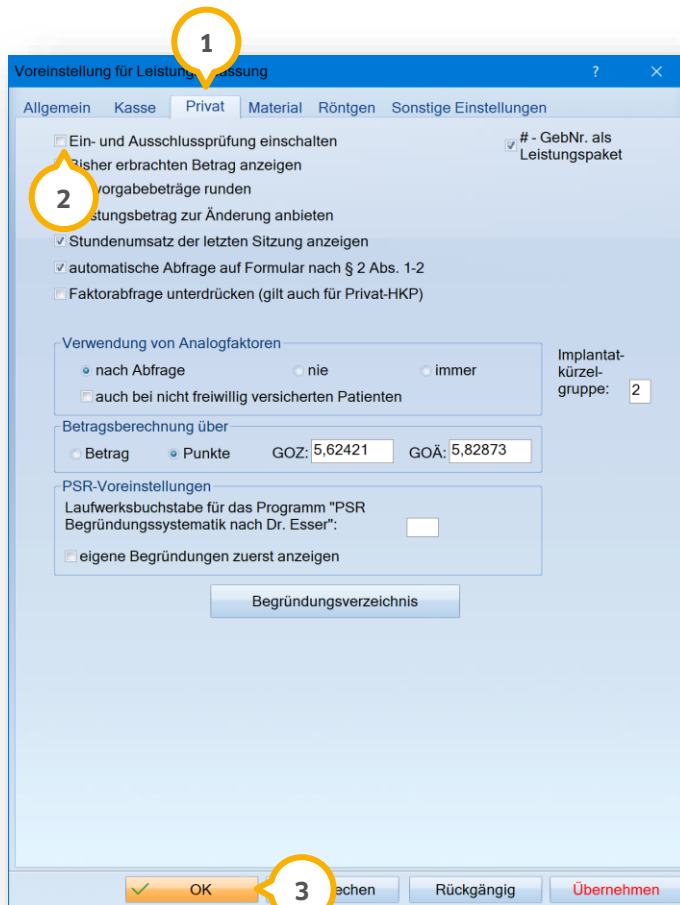 1
Voreinstellung für
? ×
Allgemein Kasse Privat Material Röntgen Sonstige Einstellungen
Ein- und Ausschlussprüfung einschalten
# - GebNr. als
Leistungspaket
Bisher erbrachten Betrag anzeigen
2
runden
zur Änderung anbieten
Stundenumsatz der letzten Sitzung anzeigen
automatische Abfrage auf Formular nach § 2 Abs. 1-2
Faktorabfrage unterdrücken (gilt auch für Privat-HKP)
Verwendung von Analogfaktoren
nach Abfrage nie immer
auch bei nicht freiwillig versicherten Patienten
Implantat-
kürzel-
gruppe: 2
Betragsberechnung über
Betrag Punkte GOZ: 5,62421 GOÄ: 5,82873
PSR-Voreinstellungen
Laufwerksbuchstabe für das Programm "PSR
Begründungssystematik nach Dr. Esser":
eigene Begründungen zuerst anzeigen
Begründungsverzeichnis
OK 3 Rückgängig Übernehmen